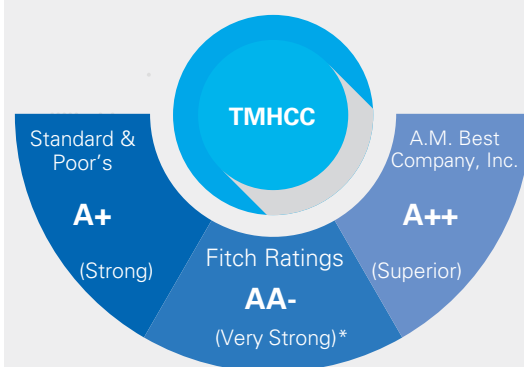 TMHCC
Standard &
Poor's
A+
(Strong)
Fitch Ratings
AA-
(Very Strong)*
A.M. Best
Company, Inc.
A++
(Superior)